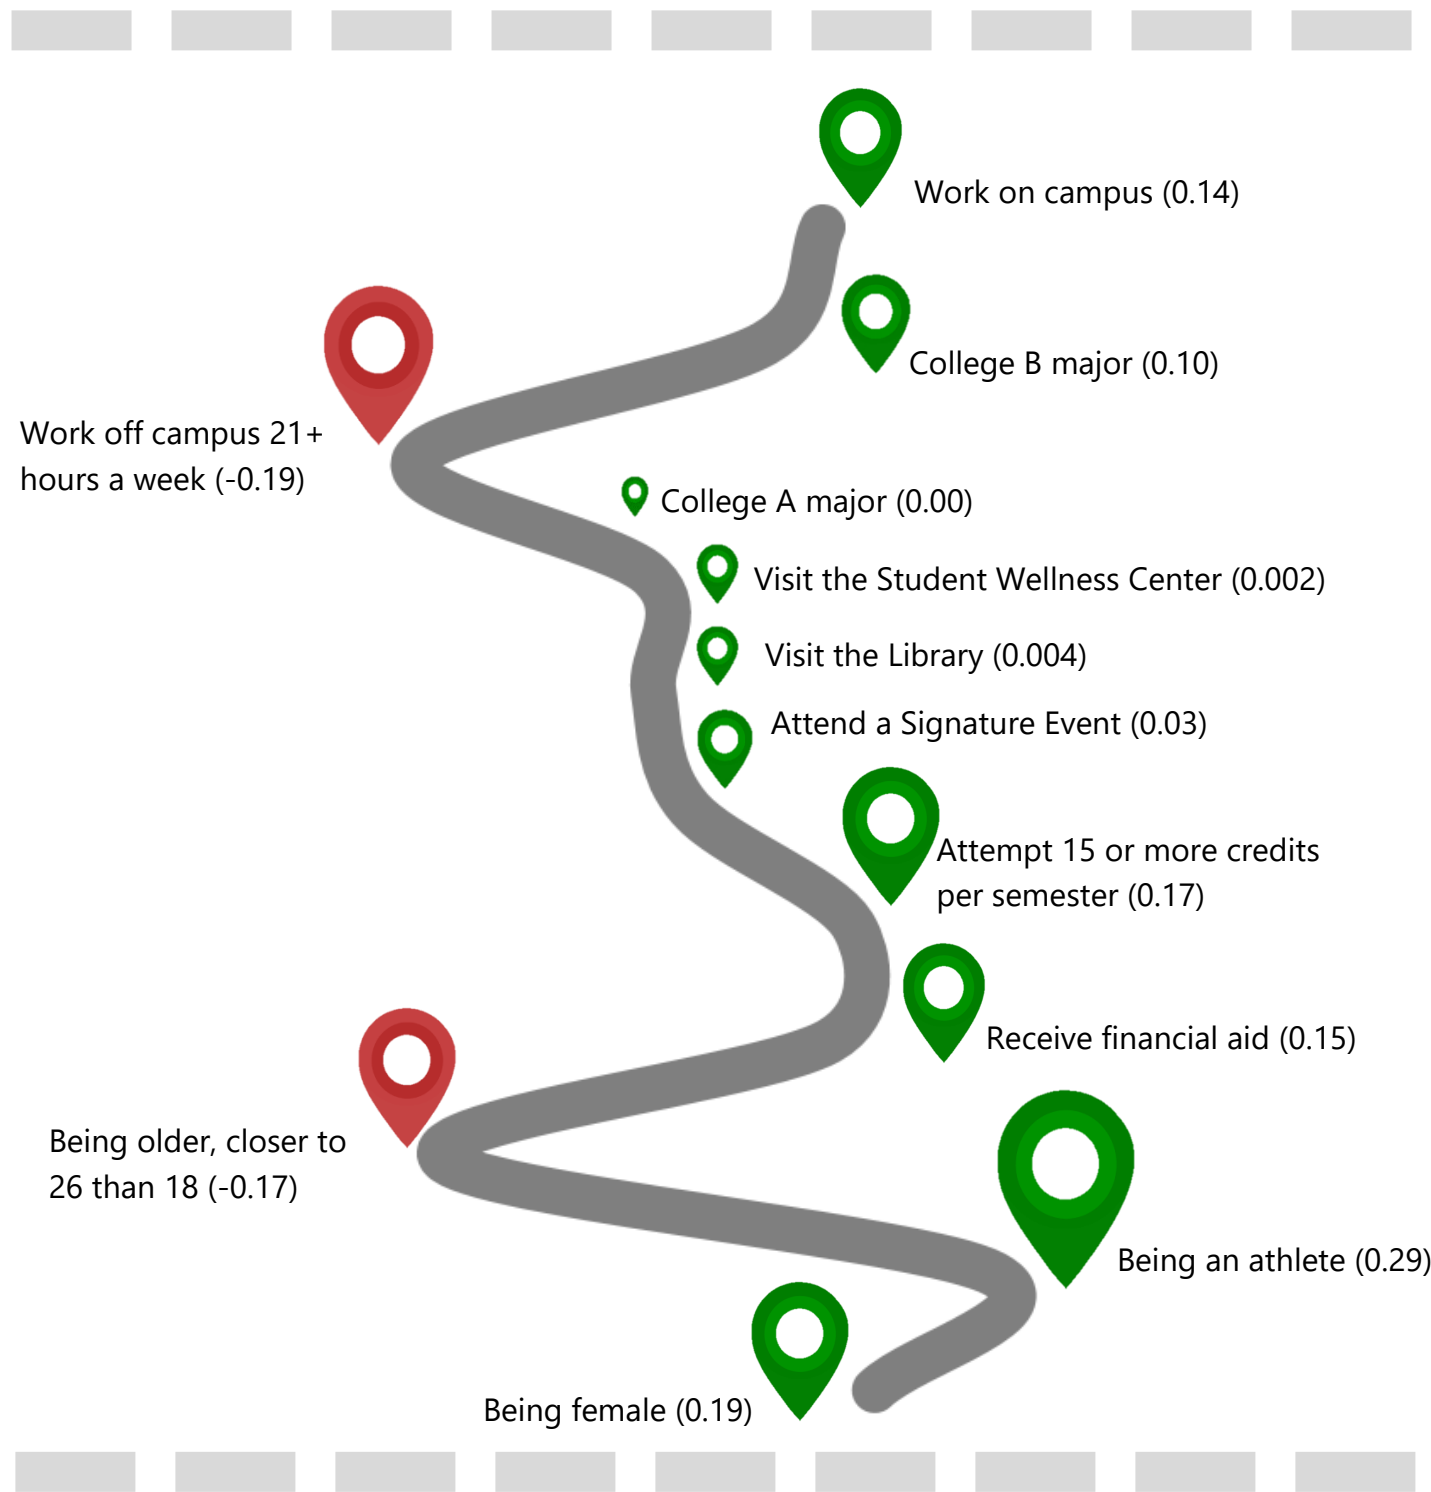 Work on campus (0.14)
College B major (0.10)
Work off campus 21+
hours a week (-0.19)
College A major (0.00)
Visit the Student Wellness Center (0.002)
Visit the Library (0.004)
Attend a Signature Event (0.03)
Attempt 15 or more credits
per semester (0.17)
Receive financial aid (0.15)
Being older, closer to
26 than 18 (-0.17)
Being an athlete (0.29)
Being female (0.19)